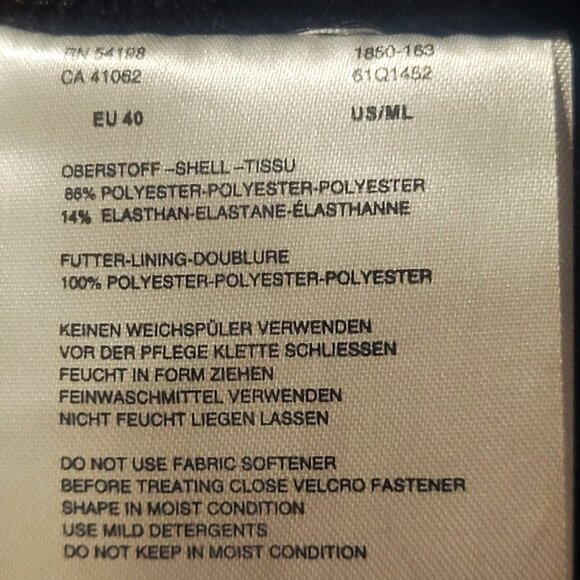 RN 54198 1850-163
CA 41062 61Q1452
EU 40 US/ML
OBERSTOFF –SHELL –TISSU
86% POLYESTER-POLYESTER-POLYESTER
14% ELASTHAN-ELASTANE-ÉLASTHANNE
FUTTER-LINING-DOUBLURE
100% POLYESTER-POLYESTER-POLYESTER
KEINEN WEICHSPÜLER VERWENDEN
VOR DER PFLEGE KLETTE SCHLIESSEN
FEUCHT IN FORM ZIEHEN
FEINWASCHMITTEL VERWENDEN
NICHT FEUCHT LIEGEN LASSEN
DO NOT USE FABRIC SOFTENER
BEFORE TREATING CLOSE VELCRO FASTENER
SHAPE IN MOIST CONDITION
USE MILD DETERGENTS
DO NOT KEEP IN MOIST CONDITION